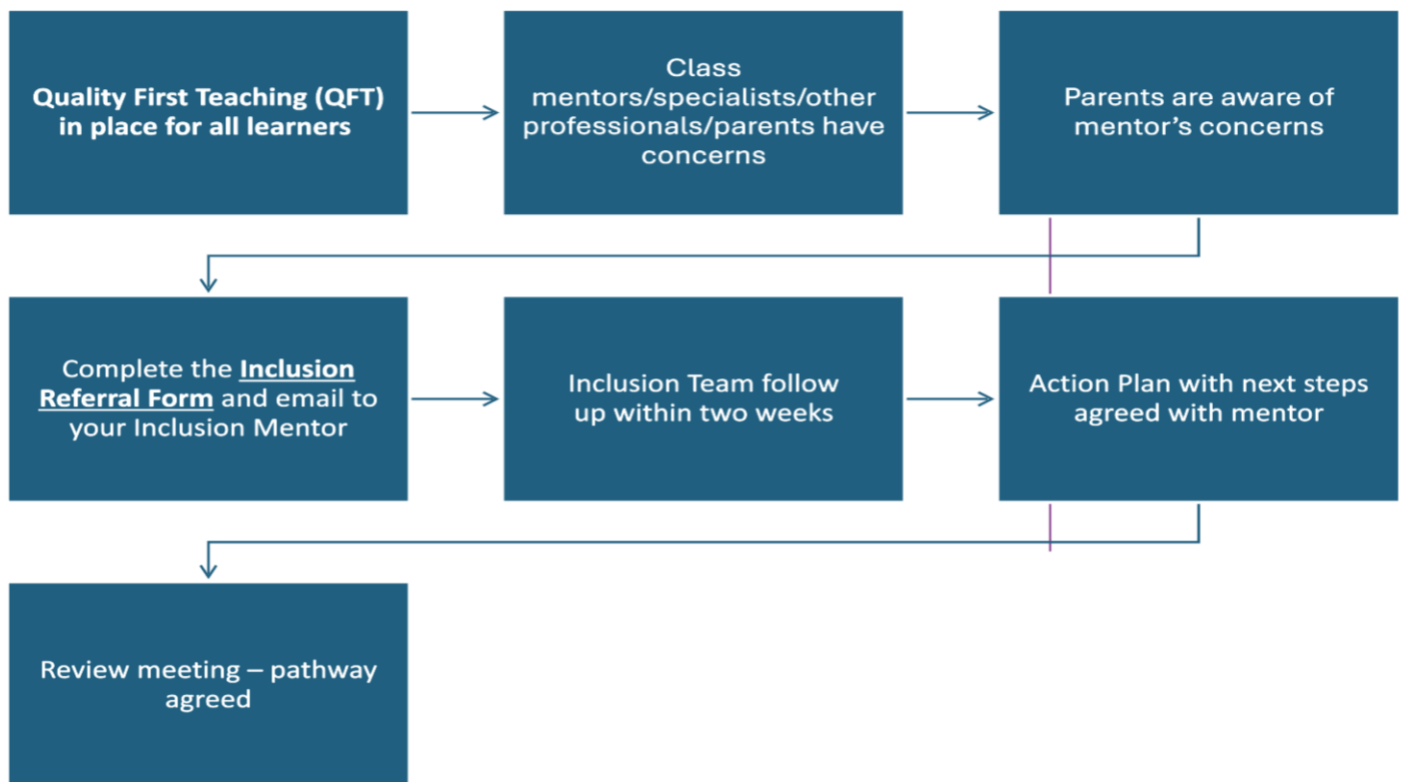 Quality First Teaching (QFT)
in place for all learners
Class
mentors/specialists/other
professionals/parents have
concerns
Parents are aware of
mentor’s concerns
Complete the Inclusion
Referral Form and email to
your Inclusion Mentor
Inclusion Team follow
up within two weeks
Action Plan with next steps
agreed with mentor
Review meeting – pathway
agreed